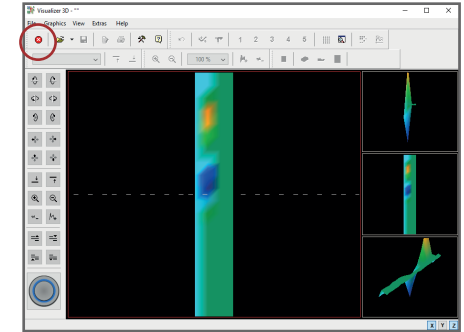 Visualizer 3D - ""
File Graphics View Extras Help
1 2 3 4 5
100 %
X Y Z